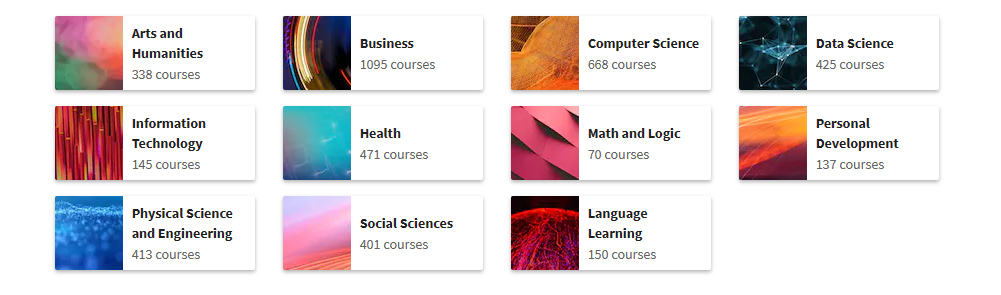 Arts and
Humanities
338 courses
Business
1095 courses
Computer Science
668 courses
Data Science
425 courses
Information
Technology
145 courses
Health
471 courses
Math and Logic
70 courses
Personal
Development
137 courses
Physical Science
and Engineering
413 courses
Social Sciences
401 courses
Language
Learning
150 courses